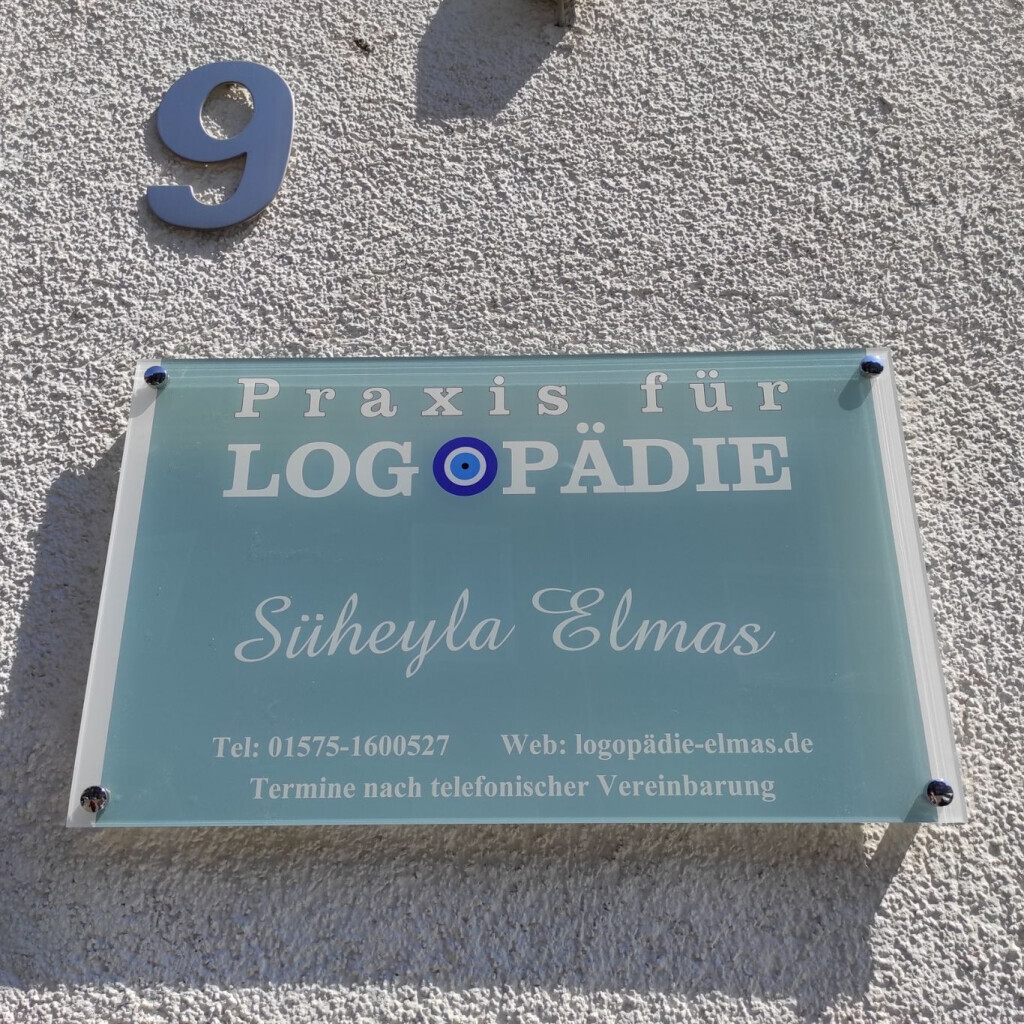 9
Praxis für
LOGOPÄDIE
Süheyla Elmas
Tel: 01575-1600527 Web: logopädie-elmas.de
Termine nach telefonischer Vereinbarung